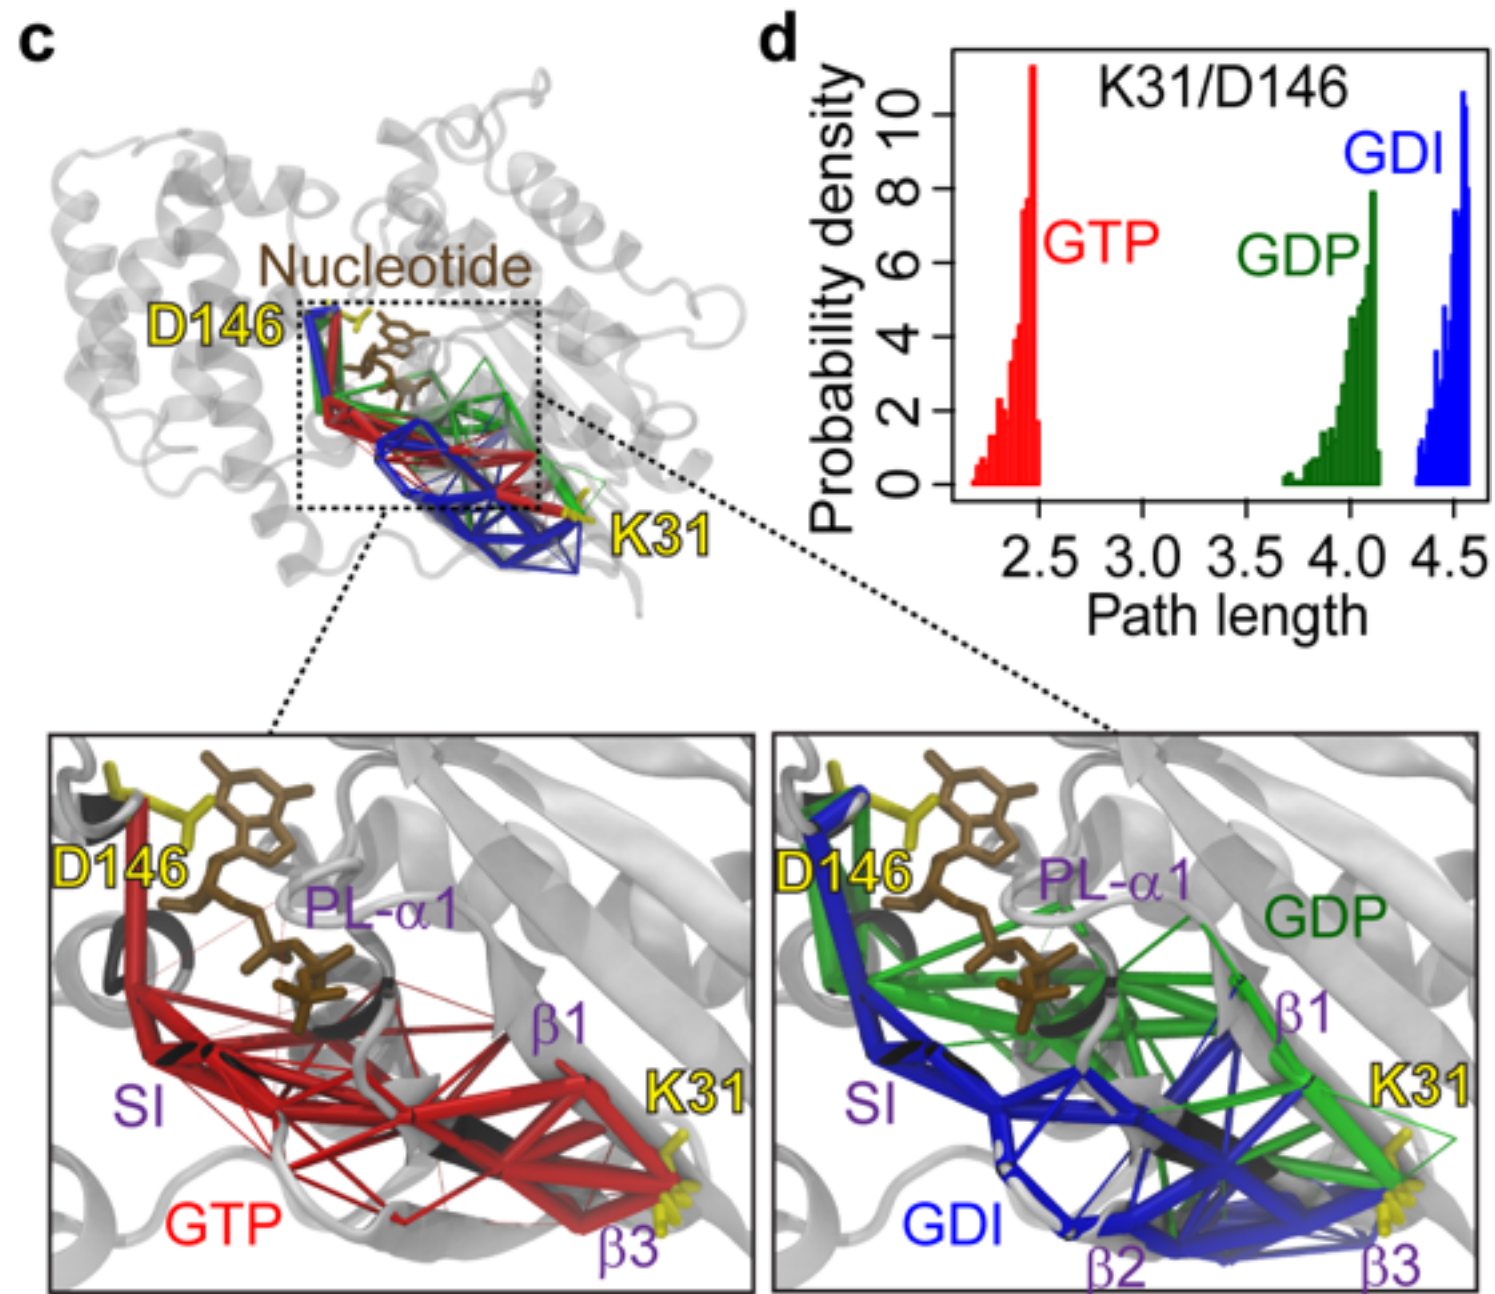 c
Nucleotide
D146
K31
d
Probability density
0 2 4 6 8 10
K31/D146
GTP
GDP
GDI
2.5 3.0 3.5 4.0 4.5
Path length
D146
PL-α1
β1
K31
SI
GTP
β3
D146
PL-α1
GDP
β1
K31
SI
GDI
β2
β3